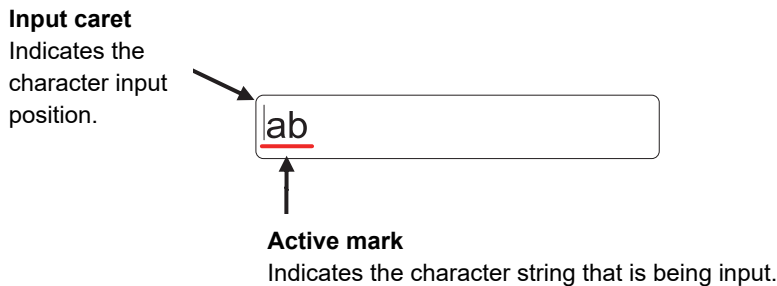 Input caret
Indicates the
character input
position.
ab
Active mark
Indicates the character string that is being input.